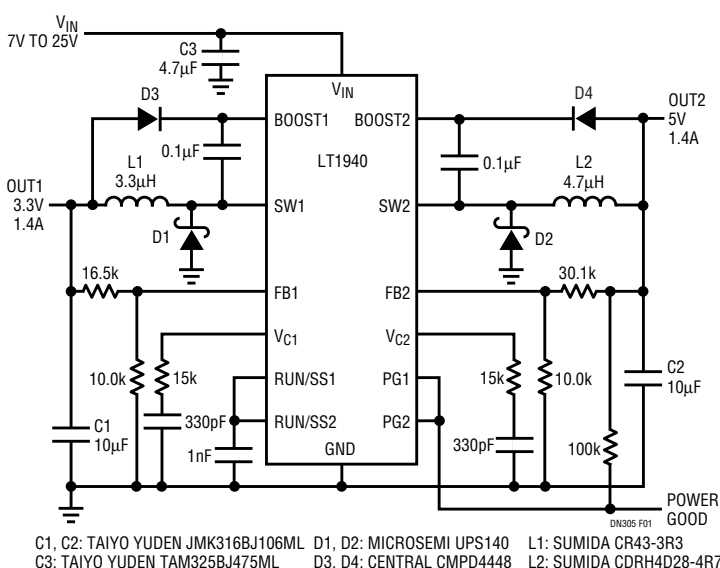 VIN
7V TO 25V
C3
4.7µF
VIN
D3
D4
OUT2
5V
1.4A
BOOST1
BOOST2
L1
3.3µH
0.1µF
LT1940
0.1µF
L2
4.7µH
OUT1
3.3V
1.4A
SW1
SW2
D1
D2
16.5k
FB1
FB2
30.1k
VC1
VC2
10.0k
15k
RUN/SS1
PG1
15k
10.0k
C2
10µF
C1
10µF
330pF
RUN/SS2
PG2
1nF
GND
330pF
100k
POWER
GOOD
DN305 F01
C1, C2: TAIYO YUDEN JMK316BJ106ML D1, D2: MICROSEMI UPS140 L1: SUMIDA CR43-3R3
C3: TAIYO YUDEN TAM325BJ475ML D3, D4: CENTRAL CMPD4448 L2: SUMIDA CDRH4D28-4R7